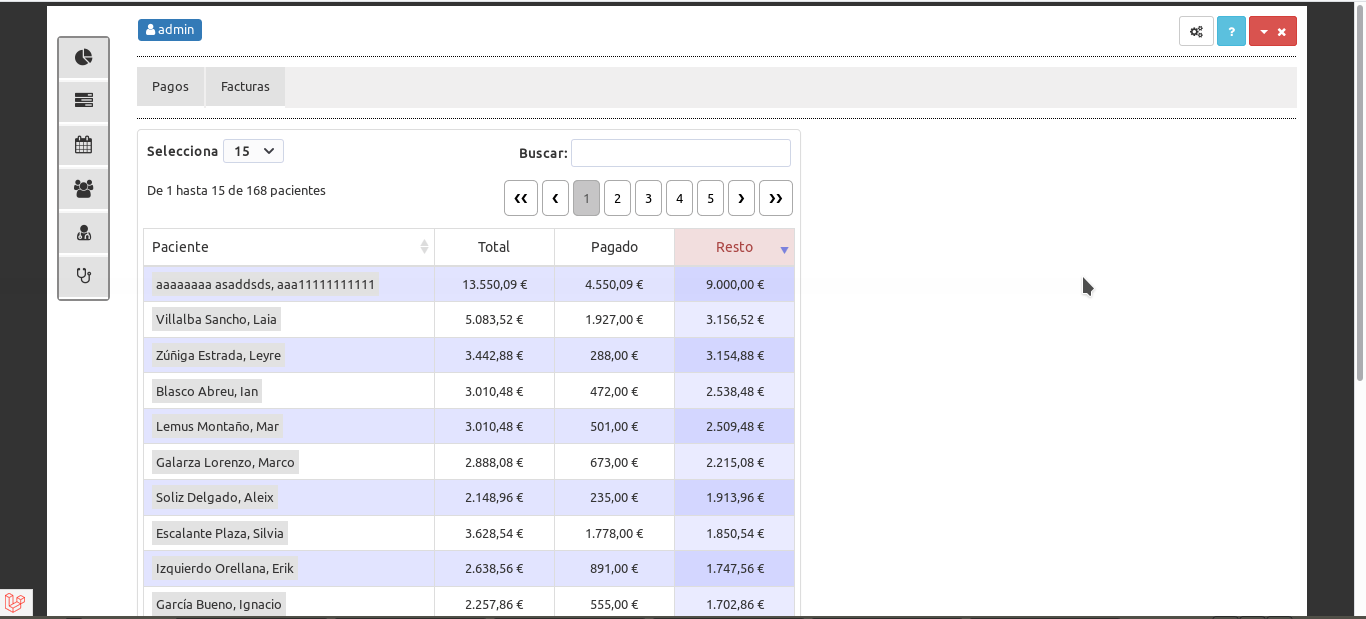 admin
?
Pagos Facturas
Selecciona 15 Buscar:
De 1 hasta 15 de 168 pacientes
1 2 3 4 5
Paciente Total Pagado Resto
aaaaaaaa asaddsds, aaa11111111111 13.550,09 € 4.550,09 € 9.000,00 €
Villalba Sancho, Laia 5.083,52 € 1.927,00 € 3.156,52 €
Zúñiga Estrada, Leyre 3.442,88 € 288,00 € 3.154,88 €
Blasco Abreu, Ian 3.010,48 € 472,00 € 2.538,48 €
Lemus Montaño, Mar 3.010,48 € 501,00 € 2.509,48 €
Galarza Lorenzo, Marco 2.888,08 € 673,00 € 2.215,08 €
Soliz Delgado, Aleix 2.148,96 € 235,00 € 1.913,96 €
Escalante Plaza, Silvia 3.628,54 € 1.778,00 € 1.850,54 €
Izquierdo Orellana, Erik 2.638,56 € 891,00 € 1.747,56 €
García Bueno, Ignacio 2.257,86 € 555,00 € 1.702,86 €